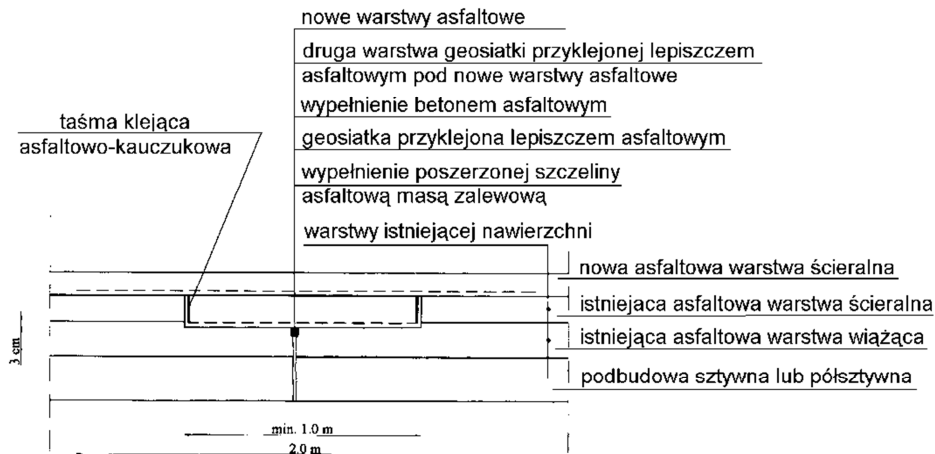 nowe warstwy asfaltowe
druga warstwa geosiatki przyklejonej lepiszczem
asfaltowym pod nowe warstwy asfaltowe
wypełnienie betonem asfaltowym
geosiatka przyklejona lepiszczem asfaltowym
wypełnienie poszerzonej szczeliny
asfaltową masą zalewową
warstwy istniejącej nawierzchni
taśma klejąca
asfaltowo-kauczukowa
nowa asfaltowa warstwa ścieralna
istniejaca asfaltowa warstwa ścieralna
istniejąca asfaltowa warstwa wiążąca
podbudowa sztywna lub półsztywna
3 cm
min. 1.0 m
2.0 m